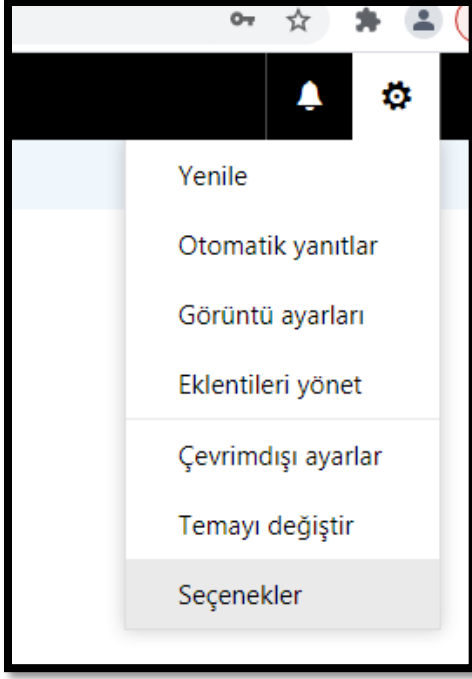 Yenile
Otomatik yanıtlar
Görüntü ayarları
Eklentileri yönet
Çevrimdışı ayarlar
Temayı değiştir
Seçenekler